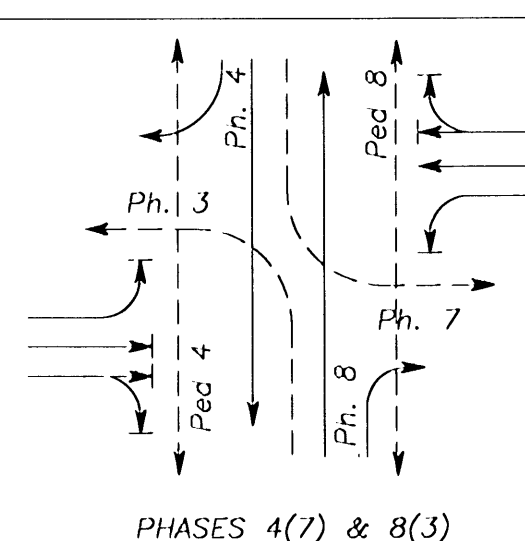 Ph. 4
Ped 8
Ph. 3
Ph. 7
Ped 4
Ph. 8
PHASES 4(7) & 8(3)